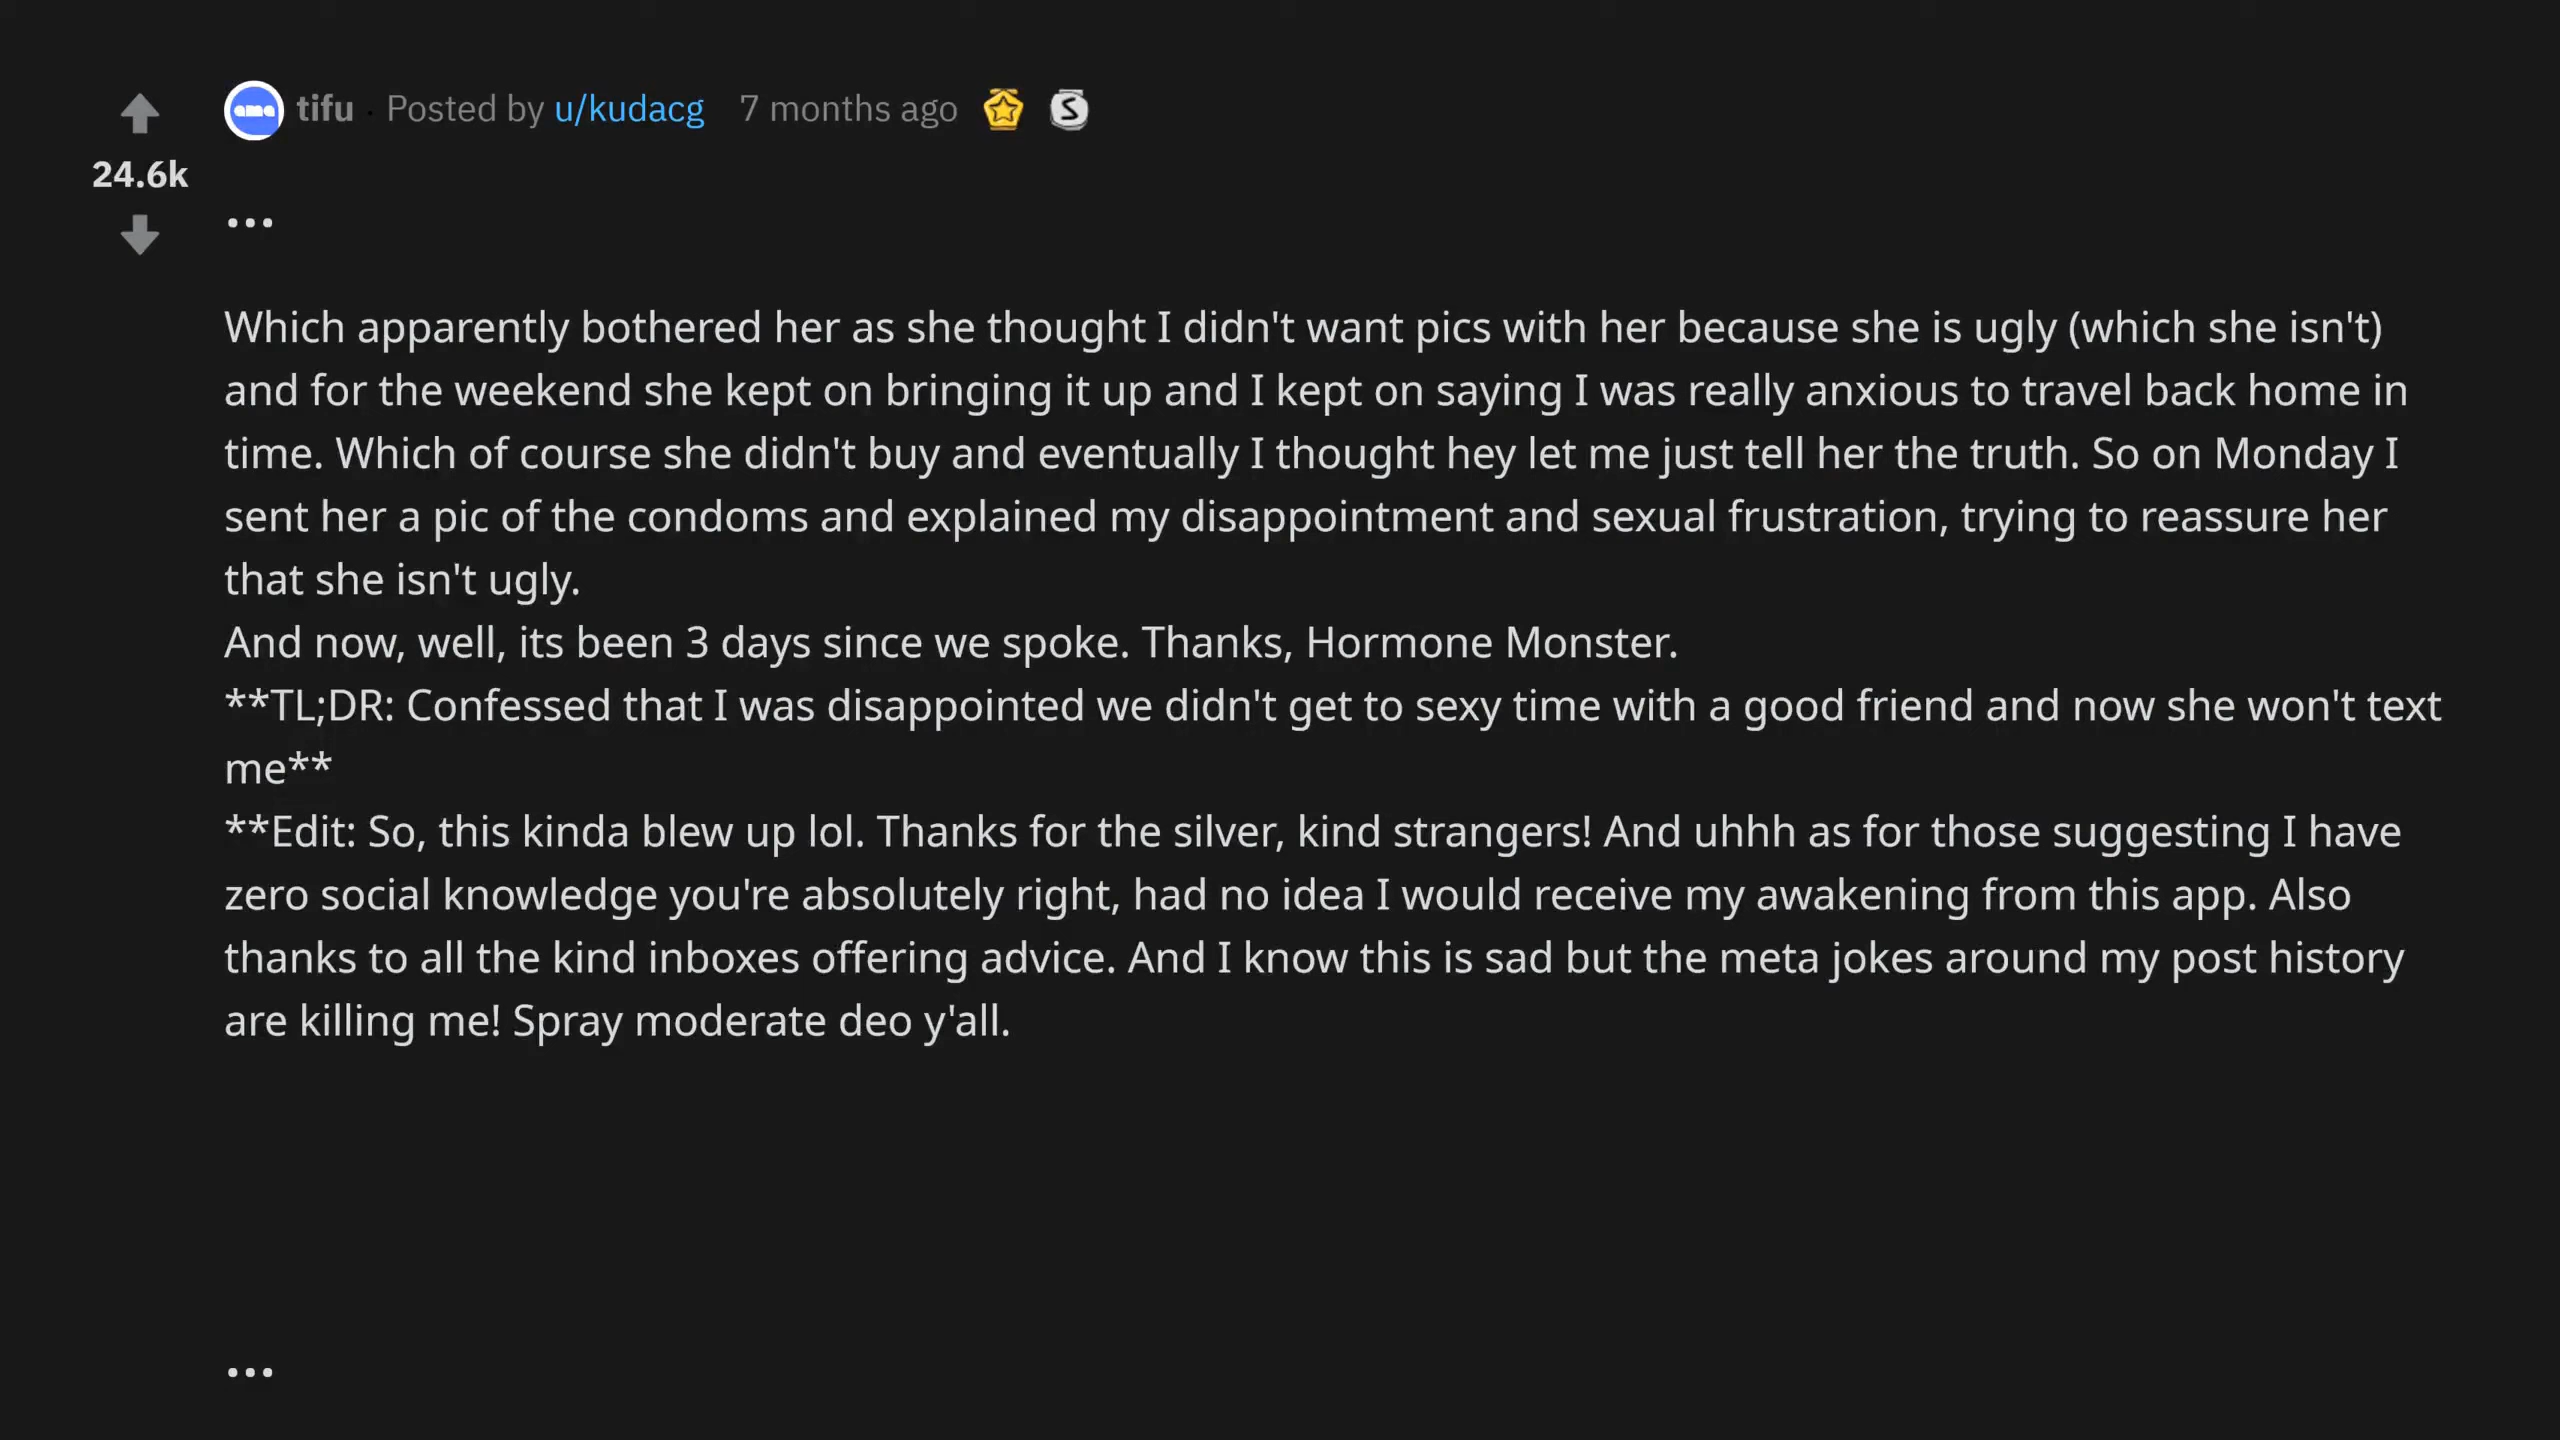 ama tifu · Posted by u/kudacg 7 months ago S
24.6k
...
Which apparently bothered her as she thought I didn't want pics with her because she is ugly (which she isn't)
and for the weekend she kept on bringing it up and I kept on saying I was really anxious to travel back home in
time. Which of course she didn't buy and eventually I thought hey let me just tell her the truth. So on Monday I
sent her a pic of the condoms and explained my disappointment and sexual frustration, trying to reassure her
that she isn't ugly.
And now, well, its been 3 days since we spoke. Thanks, Hormone Monster.
**TL;DR: Confessed that I was disappointed we didn't get to sexy time with a good friend and now she won't text
me**
**Edit: So, this kinda blew up lol. Thanks for the silver, kind strangers! And uhhh as for those suggesting I have
zero social knowledge you're absolutely right, had no idea I would receive my awakening from this app. Also
thanks to all the kind inboxes offering advice. And I know this is sad but the meta jokes around my post history
are killing me! Spray moderate deo y'all.
...